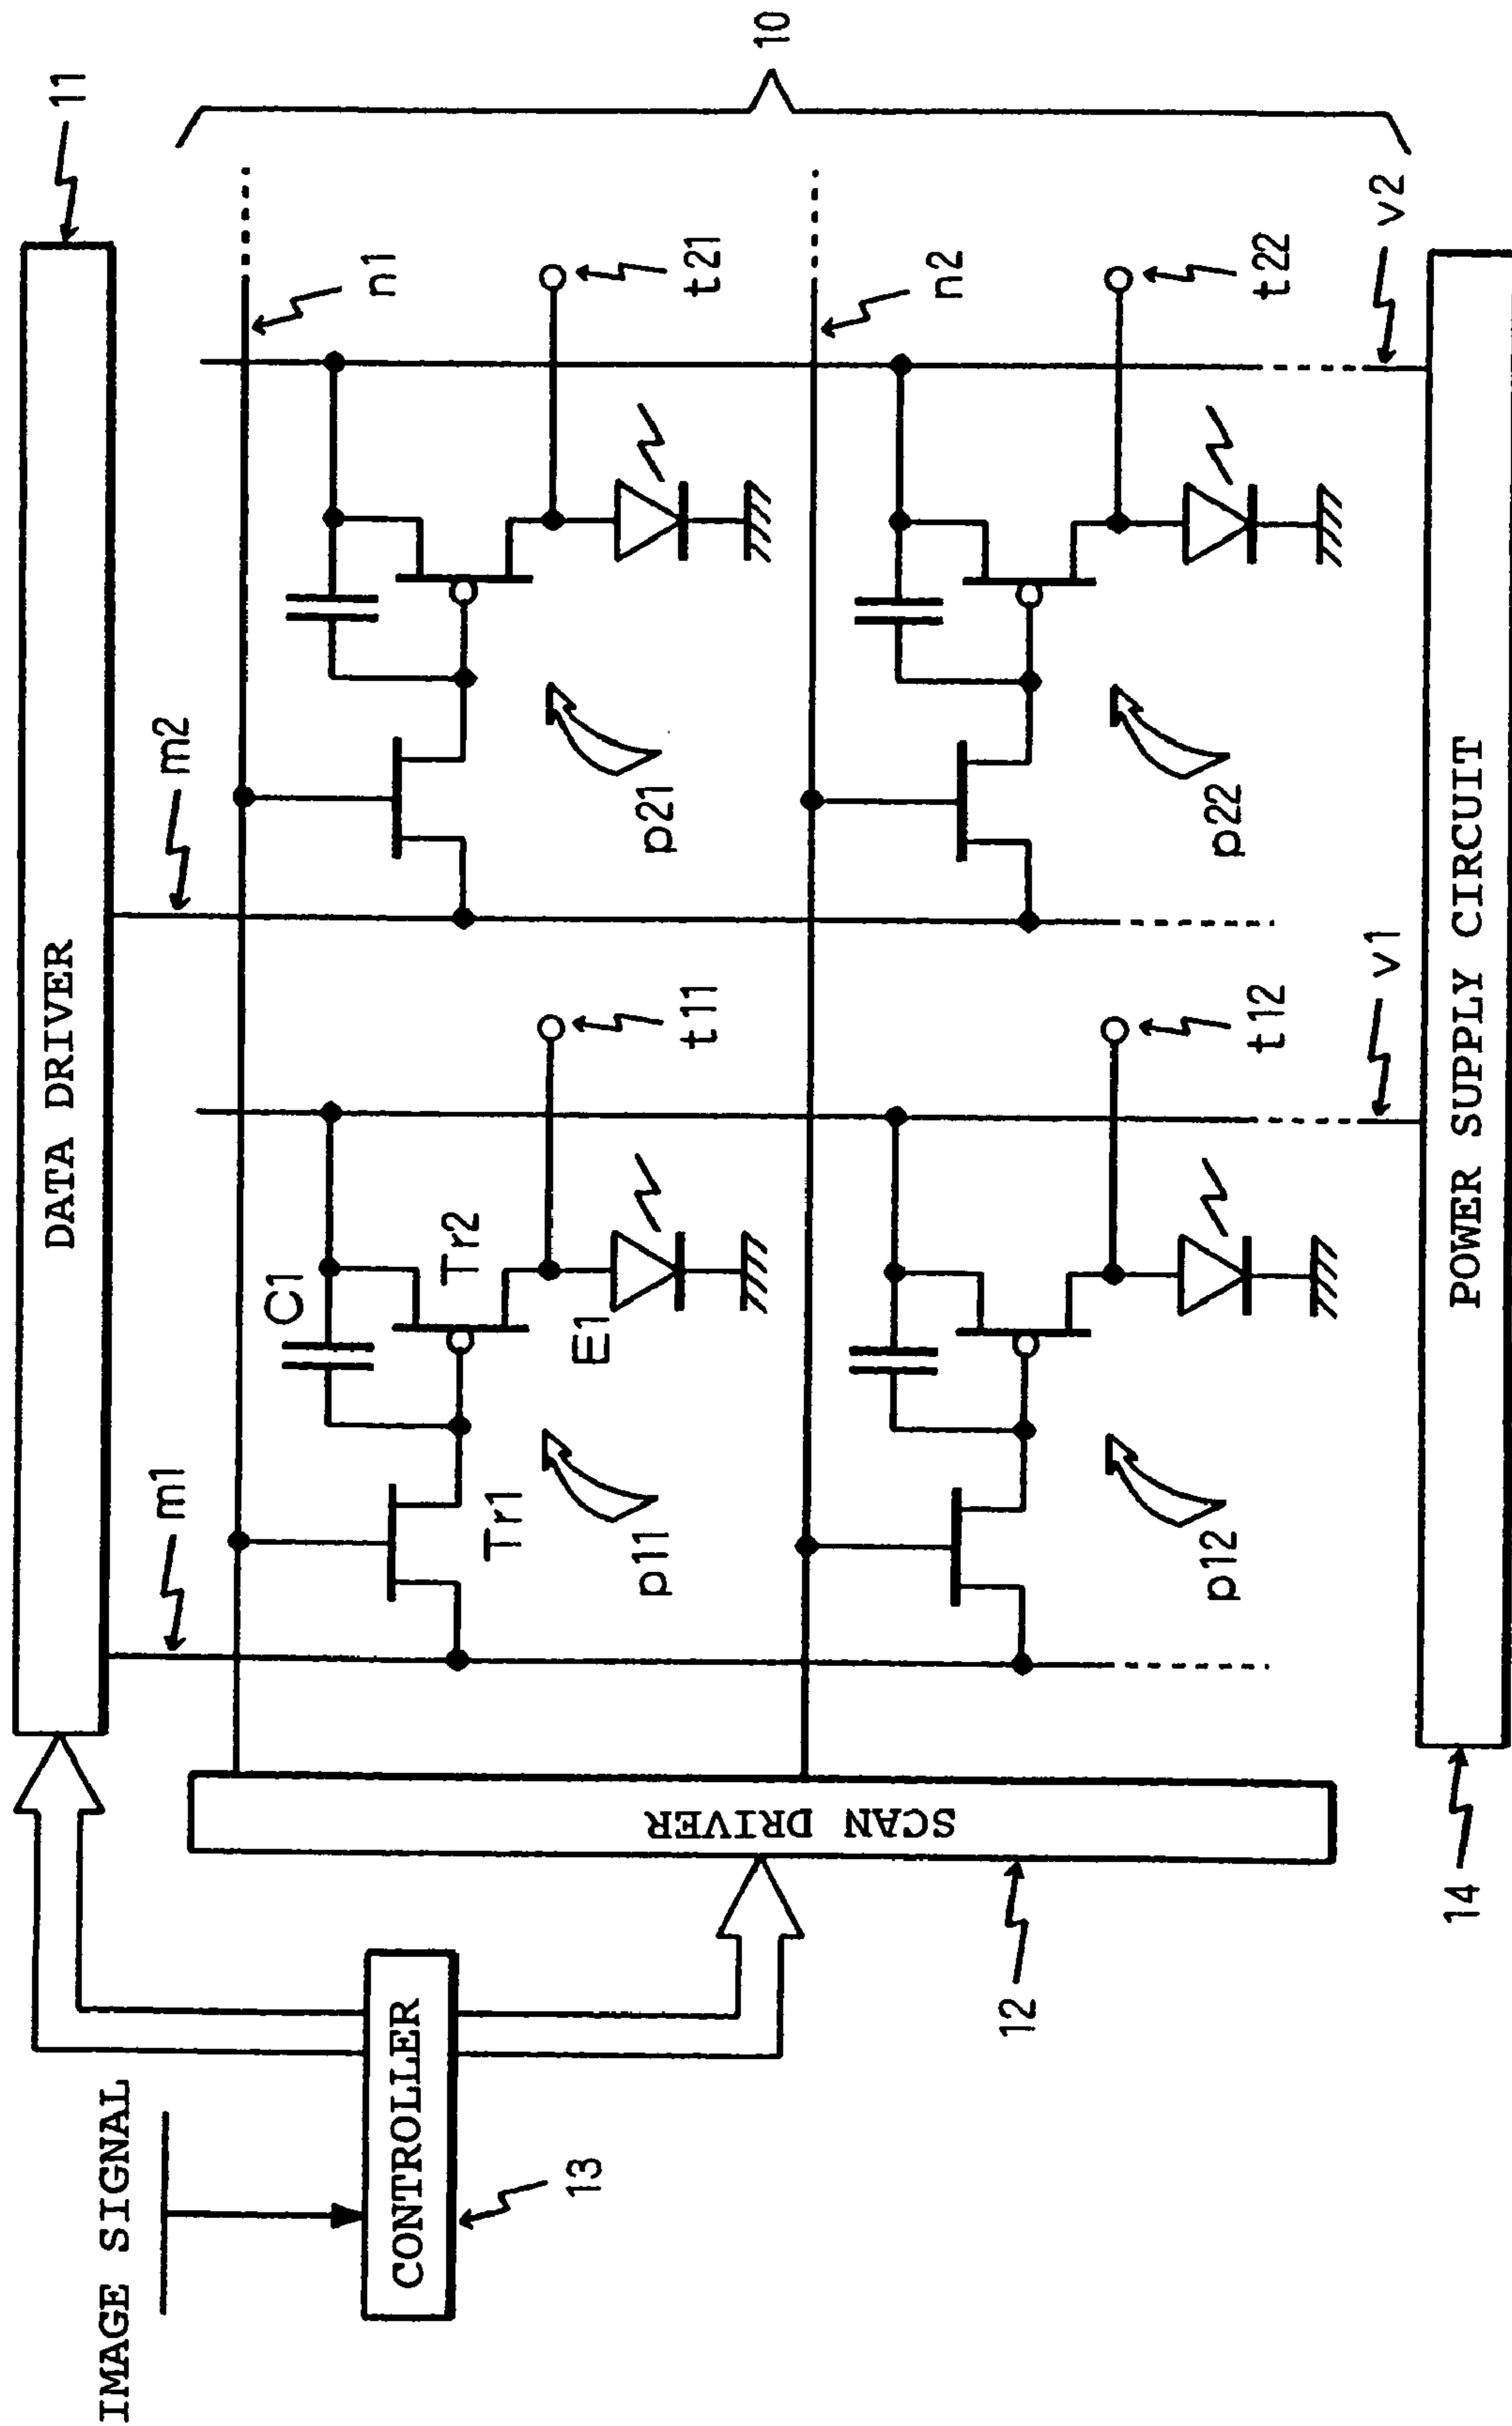 11
DATA DRIVER
IMAGE SIGNAL
m1
m2
10
n1
C1
Tr2
Tr1
E1
t11
t21
p11
p21
CONTROLLER
13
SCAN DRIVER
12
n2
t12
t22
p12
p22
v1
v2
POWER SUPPLY CIRCUIT
14